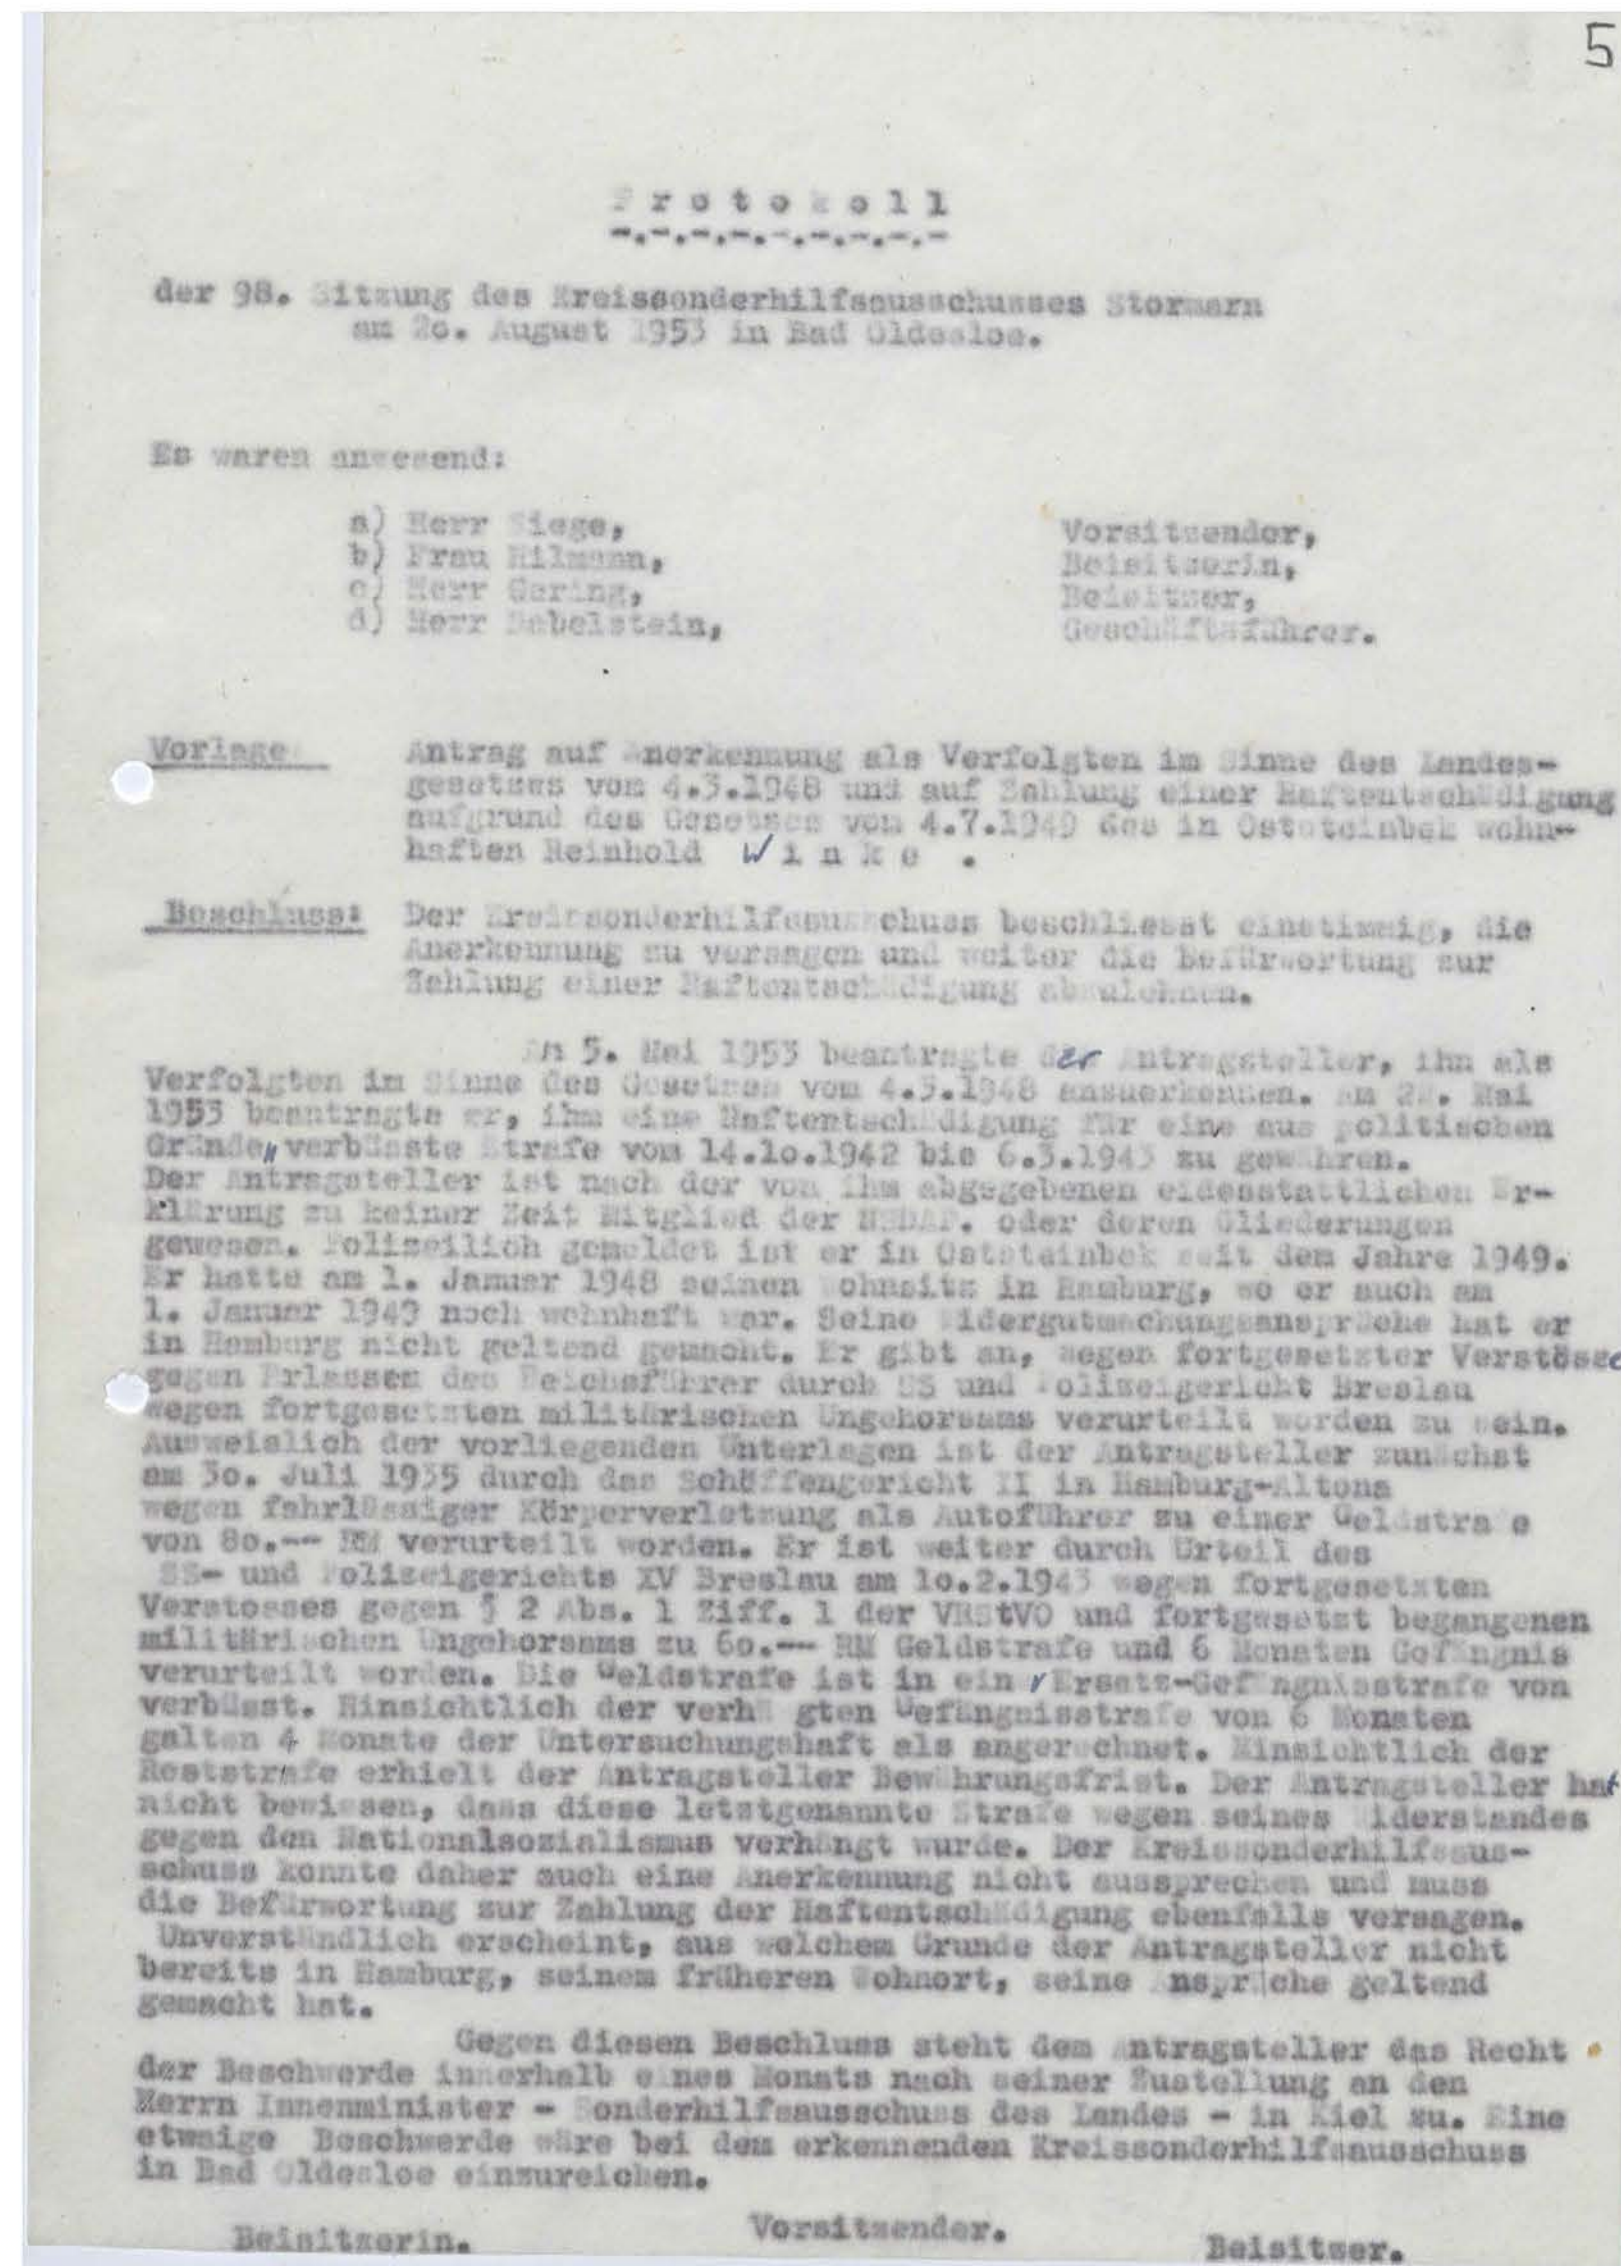 5
Protokoll
-.-.-.-.-.-.-.-.-.-
der 98. Sitzung des Kreissonderhilfsausschusses Stormarn
am 20. August 1953 in Bad Oldesloe.
Es waren anwesend:
a) Herr Siege, Vorsitzender,
b) Frau Hilmann, Beisitzerin,
c) Herr Gering, Beisitzer,
d) Herr Dabelstein, Geschäftsführer.
Vorlage Antrag auf Anerkennung als Verfolgten im Sinne des Landes-
gesetzes vom 4.3.1948 und auf Zahlung einer Haftentschädigung
aufgrund des Gesetzes vom 4.7.1949 des in Oststeinbek wohn-
haften Reinhold Winke .
Beschluss: Der Kreissonderhilfsausschuss beschliesst einstimmig, die
Anerkennung zu versagen und weiter die Befürwortung zur
Zahlung einer Haftentschädigung abzulehnen.
Am 5. Mai 1953 beantragte der Antragsteller, ihn als
Verfolgten im Sinne des Gesetzes vom 4.3.1948 anzuerkennen. Am Mai
1953 beantragte er, ihm eine Haftentschädigung für eine aus politischen
Gründen verbüsste Strafe vom 14.10.1942 bis 6.3.1943 zu gewähren.
Der Antragsteller ist nach der von ihm abgegebenen eidesstattlichen Er-
klärung zu keiner Zeit Mitglied der NSDAP. oder deren Gliederungen
gewesen. Polizeilich gemeldet ist er in Oststeinbek seit dem Jahre 1949.
Er hatte am 1. Januar 1948 seinen Wohnsitz in Hamburg, wo er auch am
1. Januar 1949 noch wohnhaft war. Seine Widergutmachungsansprüche hat er
in Hamburg nicht geltend gemacht. Er gibt an, wegen fortgesetzter Verstösse
gegen Erlassen des Reichsführer durch SS und Polizeigericht Breslau
wegen fortgesetzten militärischen Ungehorsams verurteilt worden zu sein.
Ausweislich der vorliegenden Unterlagen ist der Antragsteller zunächst
am 30. Juli 1935 durch das Schöffengericht II in Hamburg-Altona
wegen fahrlässiger Körperverletzung als Autoführer zu einer Geldstrafe
von 80.-- RM verurteilt worden. Er ist weiter durch Urteil des
SS- und Polizeigerichts XV Breslau am 10.2.1943 wegen fortgesetzten
Verstosses gegen § 2 Abs. 1 Ziff. 1 der VRStVO und fortgesetzt begangenen
militärischen Ungehorsams zu 60.-- RM Geldstrafe und 6 Monaten Gefängnis
verurteilt worden. Die Geldstrafe ist in ein r Ersatz-Gefängnisstrafe von
verbüsst. Hinsichtlich der verhä gten Gefängnisstrafe von 6 Monaten
galten 4 Monate der Untersuchungshaft als angerechnet. Hinsichtlich der
Reststrafe erhielt der Antragsteller Bewährungsfrist. Der Antragsteller hat
nicht bewiesen, dass diese letztgenannte Strafe wegen seines Widerstandes
gegen den Nationalsozialismus verhängt wurde. Der Kreissonderhilfsaus-
schuss konnte daher auch eine Anerkennung nicht aussprechen und muss
die Befürwortung zur Zahlung der Haftentschädigung ebenfalls versagen.
Unverständlich erscheint, aus welchem Grunde der Antragsteller nicht
bereits in Hamburg, seinem früheren Wohnort, seine Ansprüche geltend
gemacht hat.
Gegen diesen Beschluss steht dem Antragsteller das Recht
der Beschwerde innerhalb eines Monats nach seiner Zustellung an den
Herrn Innenminister - Sonderhilfsausschuss des Landes - in Kiel zu. Eine
etwaige Beschwerde wäre bei dem erkennenden Kreissonderhilfsausschuss
in Bad Oldesloe einzureichen.
Beisitzerin. Vorsitzender. Beisitzer.